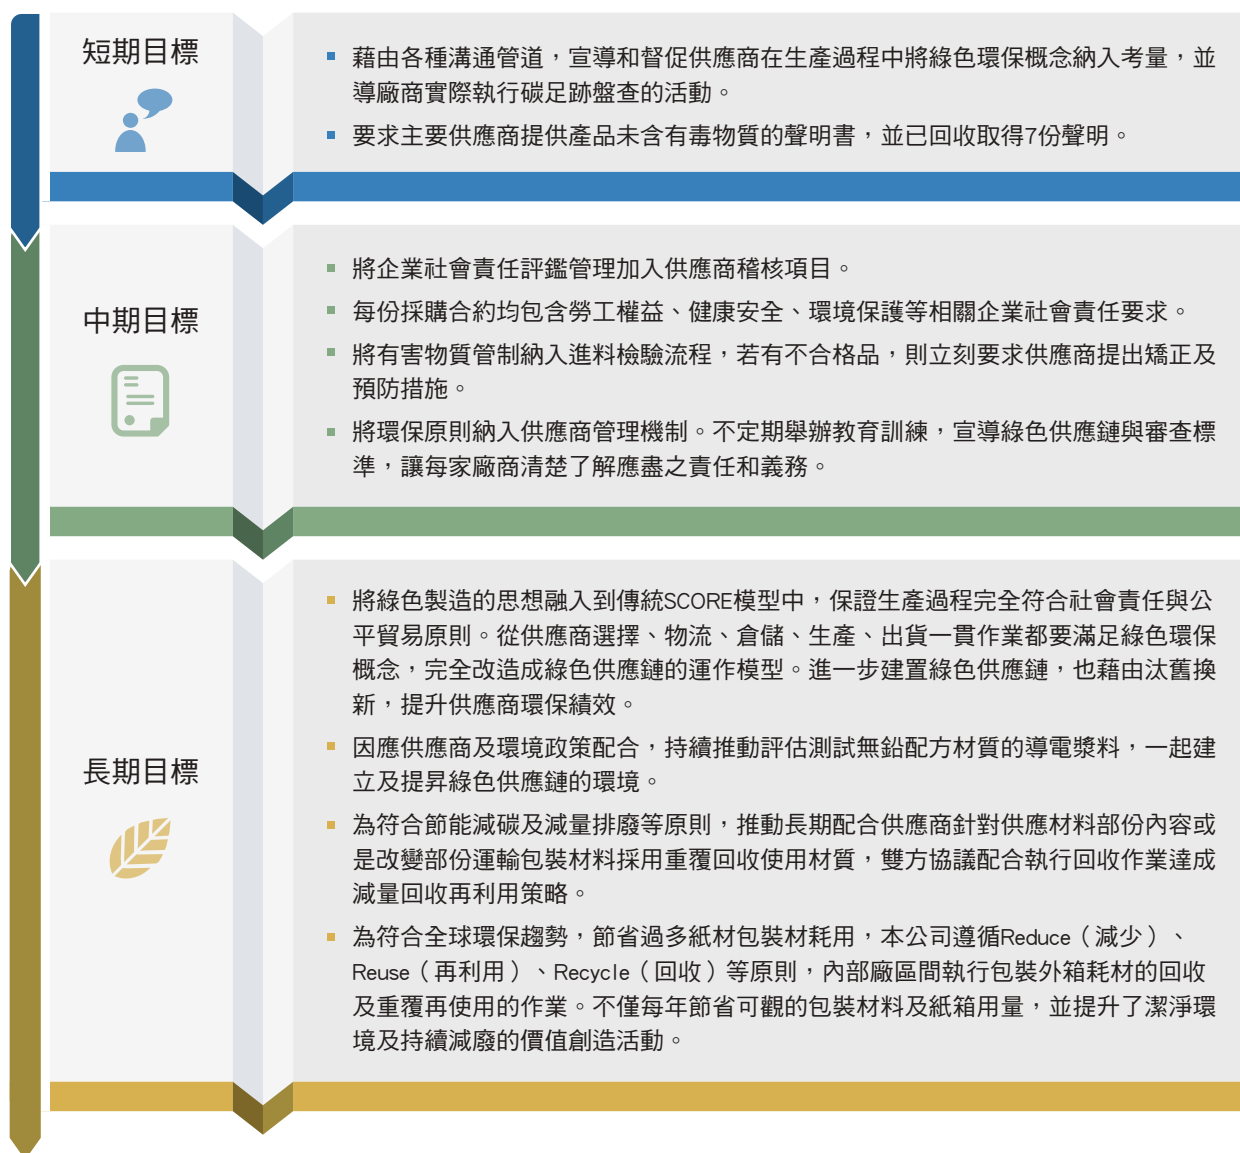 短期目標
藉由各種溝通管道，宣導和督促供應商在生產過程中將綠色環保概念納入考量，並
導廠商實際執行碳足跡盤查的活動。
要求主要供應商提供產品未含有毒物質的聲明書，並已回收取得7份聲明。
中期目標
將企業社會責任評鑑管理加入供應商稽核項目。
每份採購合約均包含勞工權益、健康安全、環境保護等相關企業社會責任要求。
將有害物質管制納入進料檢驗流程，若有不合格品，則立刻要求供應商提出矯正及
預防措施。
將環保原則納入供應商管理機制。不定期舉辦教育訓練，宣導綠色供應鏈與審查標
準，讓每家廠商清楚了解應盡之責任和義務。
長期目標
將綠色製造的思想融入到傳統SCORE模型中，保證生產過程完全符合社會責任與公
平貿易原則。從供應商選擇、物流、倉儲、生產、出貨一貫作業都要滿足綠色環保
概念，完全改造成綠色供應鏈的運作模型。進一步建置綠色供應鏈，也藉由汰舊換
新，提升供應商環保績效。
因應供應商及環境政策配合，持續推動評估測試無鉛配方材質的導電漿料，一起建
立及提昇綠色供應鏈的環境。
為符合節能減碳及減量排廢等原則，推動長期配合供應商針對供應材料部份內容或
是改變部份運輸包裝材料採用重覆回收使用材質，雙方協議配合執行回收作業達成
減量回收再利用策略。
為符合全球環保趨勢，節省過多紙材包裝材耗用，本公司遵循Reduce（減少）、
Reuse（再利用）、Recycle（回收）等原則，內部廠區間執行包裝外箱耗材的回收
及重覆再使用的作業。不僅每年節省可觀的包裝材料及紙箱用量，並提升了潔淨環
境及持續減廢的價值創造活動。